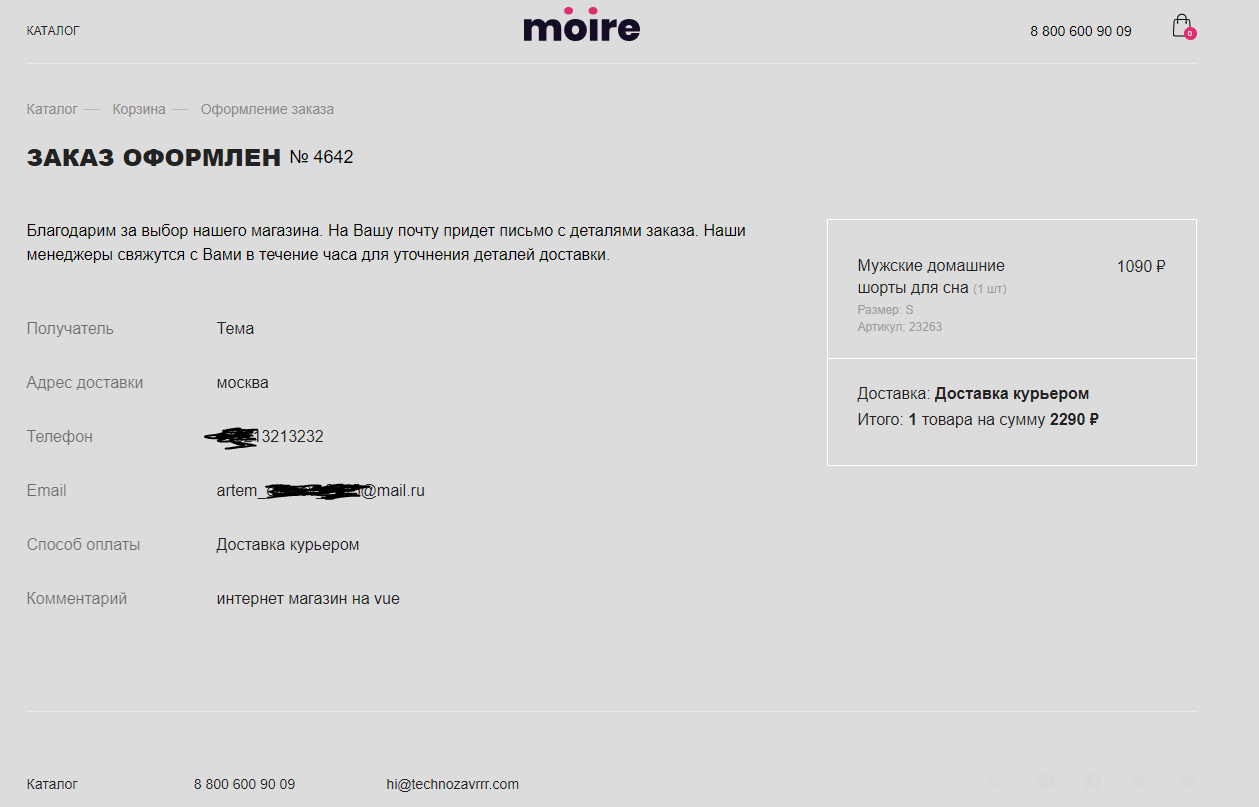 КАТАЛОГ
moire
8 800 600 90 09
0
Каталог — Корзина — Оформление заказа
ЗАКАЗ ОФОРМЛЕН № 4642
Благодарим за выбор нашего магазина. На Вашу почту придет письмо с деталями заказа. Наши
менеджеры свяжутся с Вами в течение часа для уточнения деталей доставки.
Получатель Тема
Адрес доставки москва
Телефон 13213232
Email artem_ @mail.ru
Способ оплаты Доставка курьером
Комментарий интернет магазин на vue
Мужские домашние 1090 ₽
шорты для сна (1 шт)
Размер: S
Артикул: 23263
Доставка: Доставка курьером
Итого: 1 товара на сумму 2290 ₽
Каталог 8 800 600 90 09 hi@technozavrrr.com